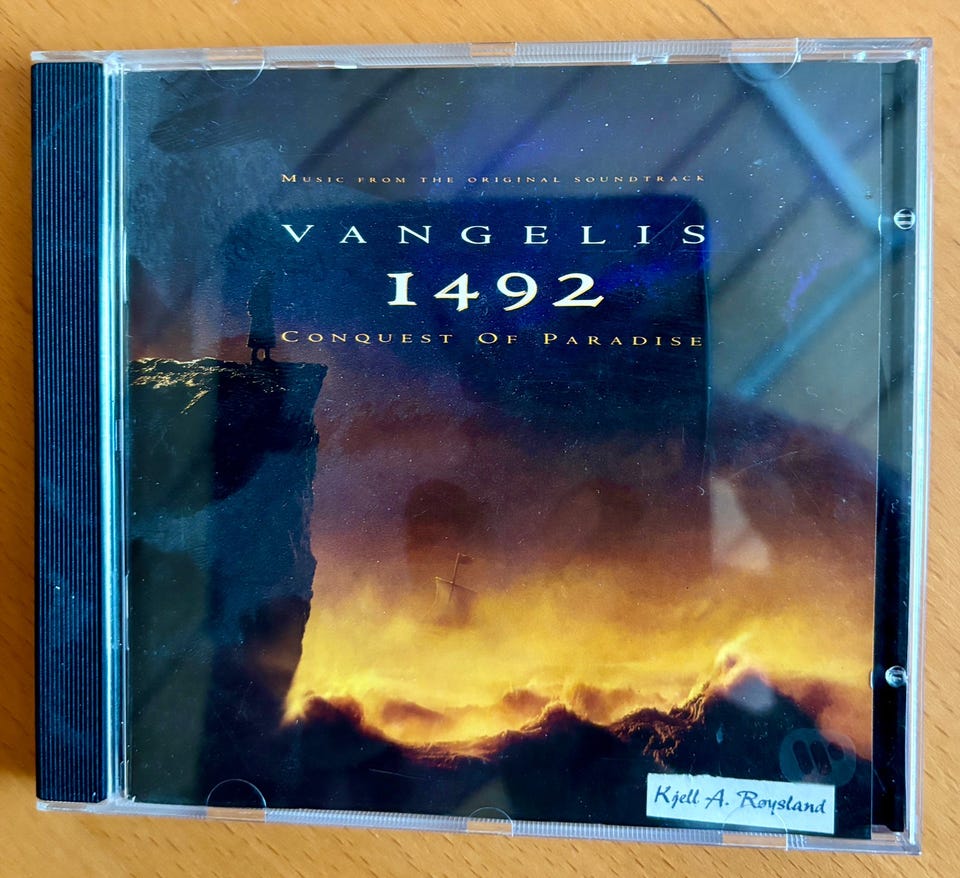 MUSIC FROM THE ORIGINAL SOUNDTRACK
VANGELIS
1492
CONQUEST OF PARADISE
Kjell A. Røysland